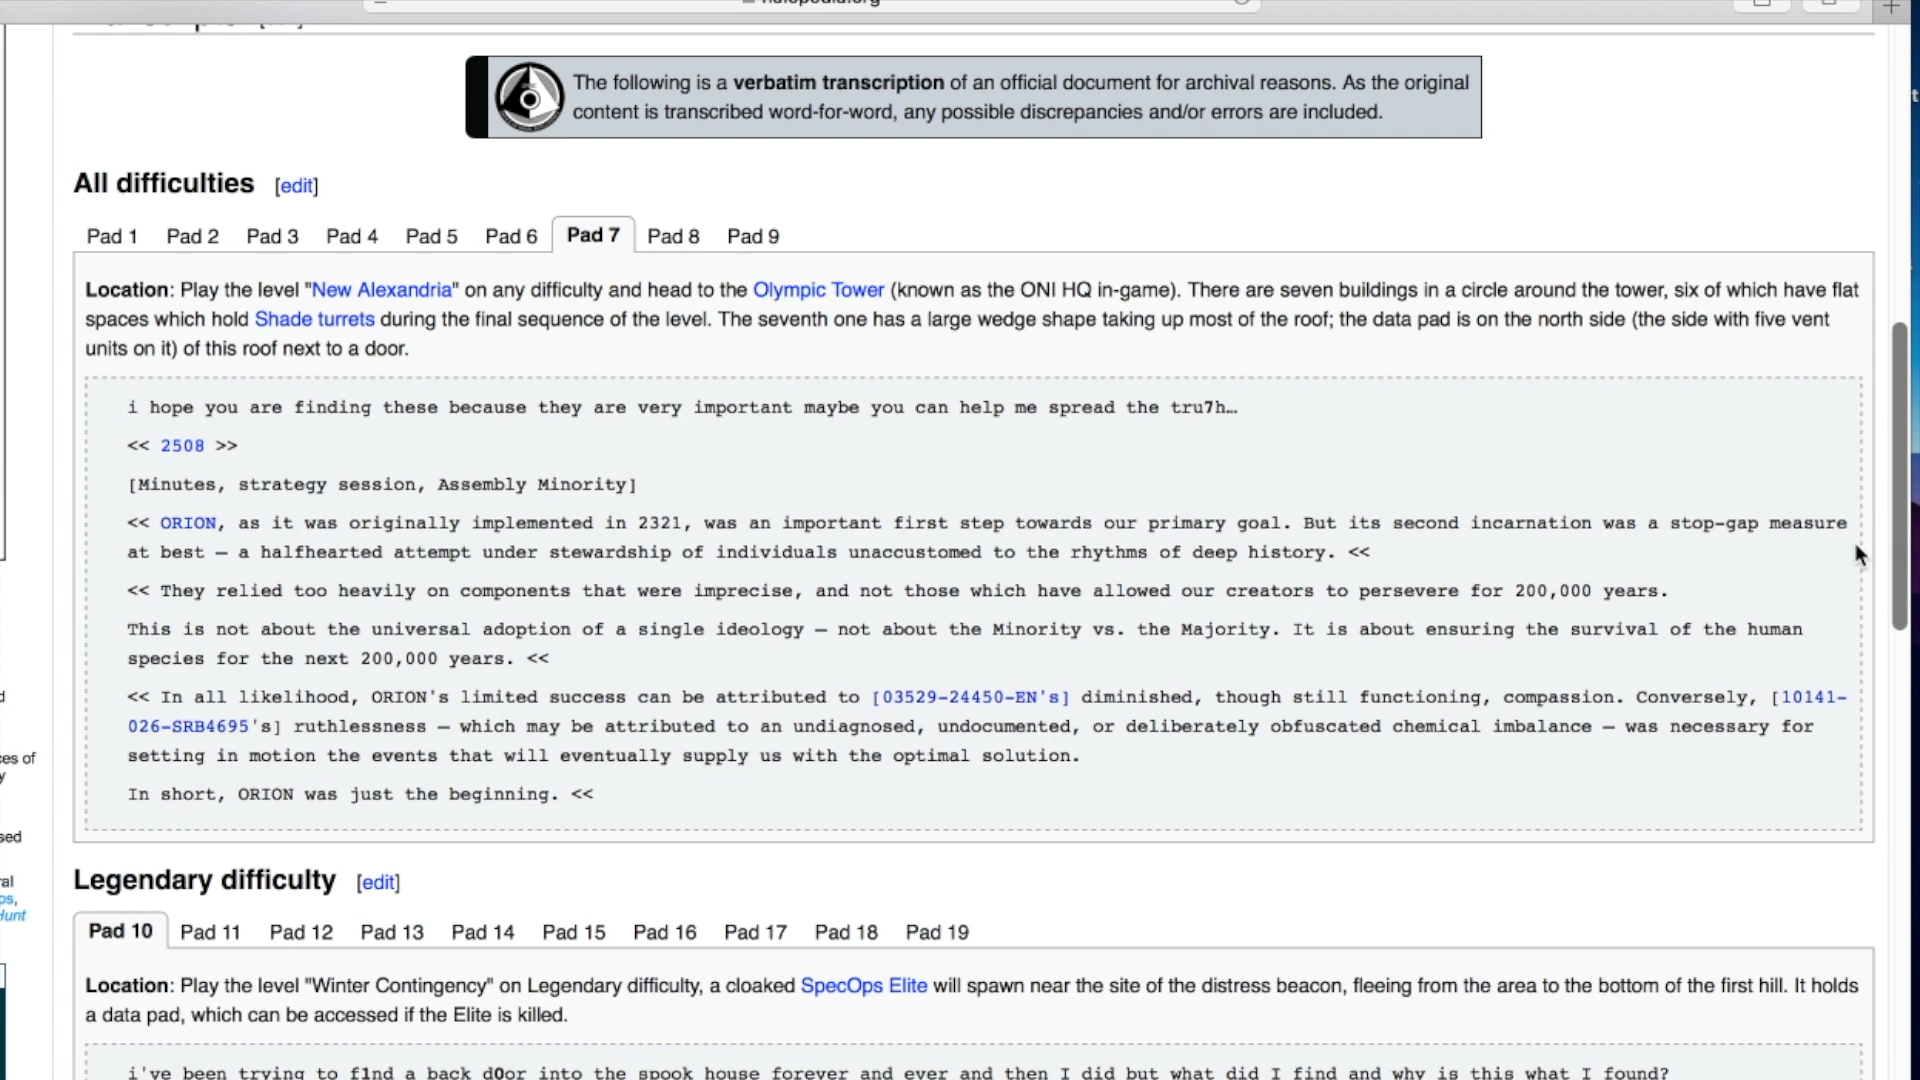 halopedia.org
The following is a verbatim transcription of an official document for archival reasons. As the original
content is transcribed word-for-word, any possible discrepancies and/or errors are included.
All difficulties [edit]
Pad 1 Pad 2 Pad 3 Pad 4 Pad 5 Pad 6 Pad 7 Pad 8 Pad 9
Location: Play the level "New Alexandria" on any difficulty and head to the Olympic Tower (known as the ONI HQ in-game). There are seven buildings in a circle around the tower, six of which have flat
spaces which hold Shade turrets during the final sequence of the level. The seventh one has a large wedge shape taking up most of the roof; the data pad is on the north side (the side with five vent
units on it) of this roof next to a door.
i hope you are finding these because they are very important maybe you can help me spread the tru7h…
<< 2508 >>
[Minutes, strategy session, Assembly Minority]
<< ORION, as it was originally implemented in 2321, was an important first step towards our primary goal. But its second incarnation was a stop-gap measure
at best — a halfhearted attempt under stewardship of individuals unaccustomed to the rhythms of deep history. <<
<< They relied too heavily on components that were imprecise, and not those which have allowed our creators to persevere for 200,000 years.
This is not about the universal adoption of a single ideology — not about the Minority vs. the Majority. It is about ensuring the survival of the human
species for the next 200,000 years. <<
<< In all likelihood, ORION's limited success can be attributed to [03529-24450-EN's] diminished, though still functioning, compassion. Conversely, [10141-
026-SRB4695's] ruthlessness — which may be attributed to an undiagnosed, undocumented, or deliberately obfuscated chemical imbalance — was necessary for
setting in motion the events that will eventually supply us with the optimal solution.
In short, ORION was just the beginning. <<
ces of
sed
ral
ps,
Hunt
Legendary difficulty [edit]
Pad 10 Pad 11 Pad 12 Pad 13 Pad 14 Pad 15 Pad 16 Pad 17 Pad 18 Pad 19
Location: Play the level "Winter Contingency" on Legendary difficulty, a cloaked SpecOps Elite will spawn near the site of the distress beacon, fleeing from the area to the bottom of the first hill. It holds
a data pad, which can be accessed if the Elite is killed.
i've been trying to f1nd a back d0or into the spook house forever and ever and then I did but what did I find and why is this what I found?